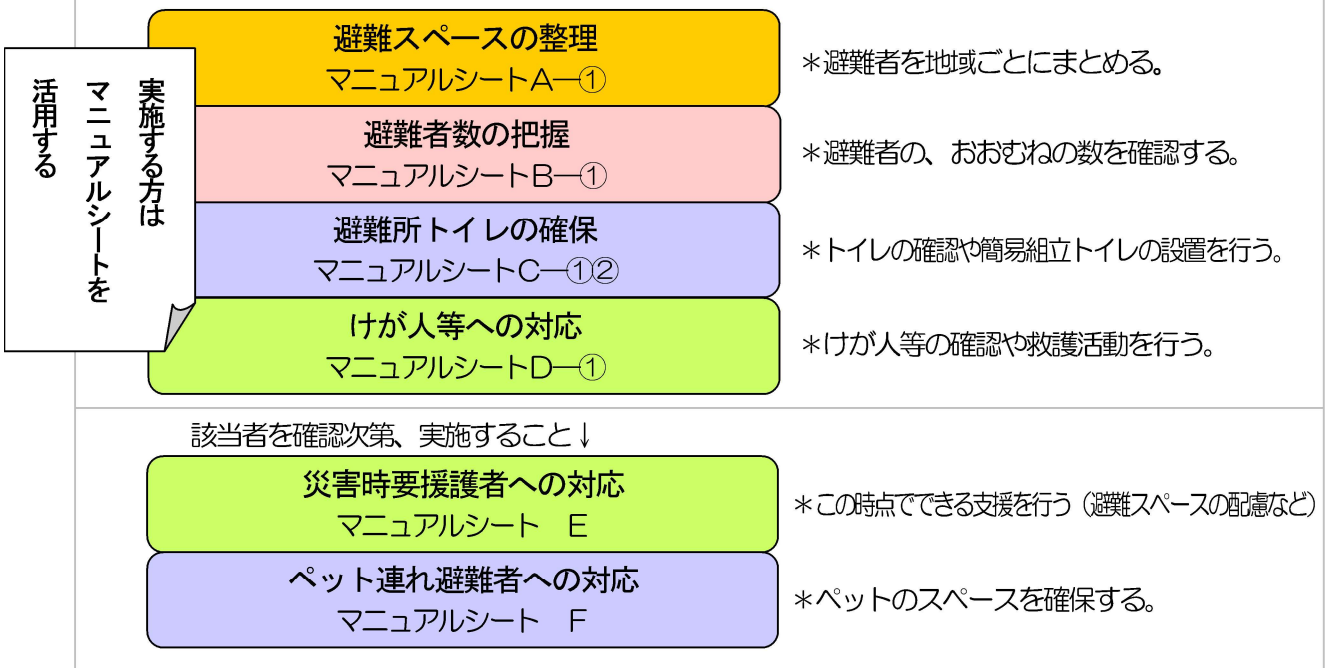 実施する方は
マニュアルシートを
活用する
避難スペースの整理
マニュアルシートA―①
＊避難者を地域ごとにまとめる。
避難者数の把握
マニュアルシートB―①
＊避難者の、おおむねの数を確認する。
避難所トイレの確保
マニュアルシートC―①②
＊トイレの確認や簡易組立トイレの設置を行う。
けが人等への対応
マニュアルシートD―①
＊けが人等の確認や救護活動を行う。
該当者を確認次第、実施すること↓
災害時要援護者への対応
マニュアルシート　E
＊この時点でできる支援を行う（避難スペースの配慮など）
ペット連れ避難者への対応
マニュアルシート　F
＊ペットのスペースを確保する。